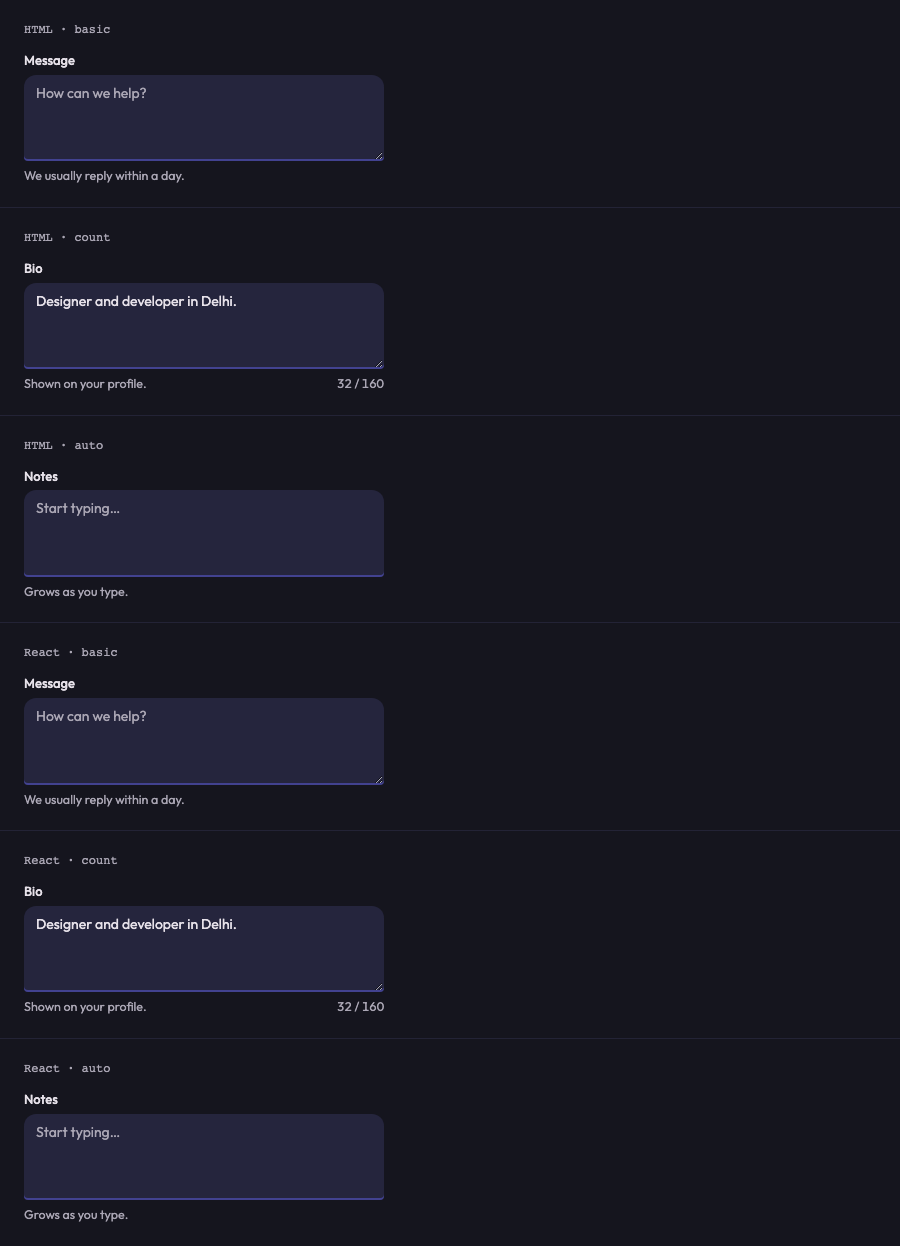 HTML · basic
Message
How can we help?
We usually reply within a day.
HTML · count
Bio
Designer and developer in Delhi.
Shown on your profile. 32 / 160
HTML · auto
Notes
Start typing…
Grows as you type.
React · basic
Message
How can we help?
We usually reply within a day.
React · count
Bio
Designer and developer in Delhi.
Shown on your profile. 32 / 160
React · auto
Notes
Start typing…
Grows as you type.